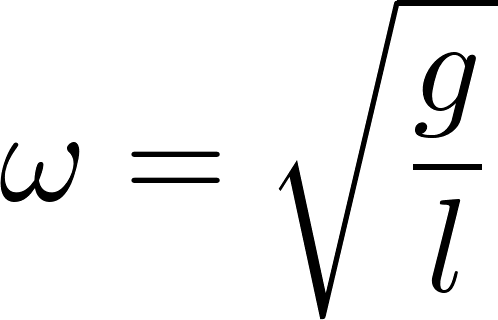 ω = √(g/l)